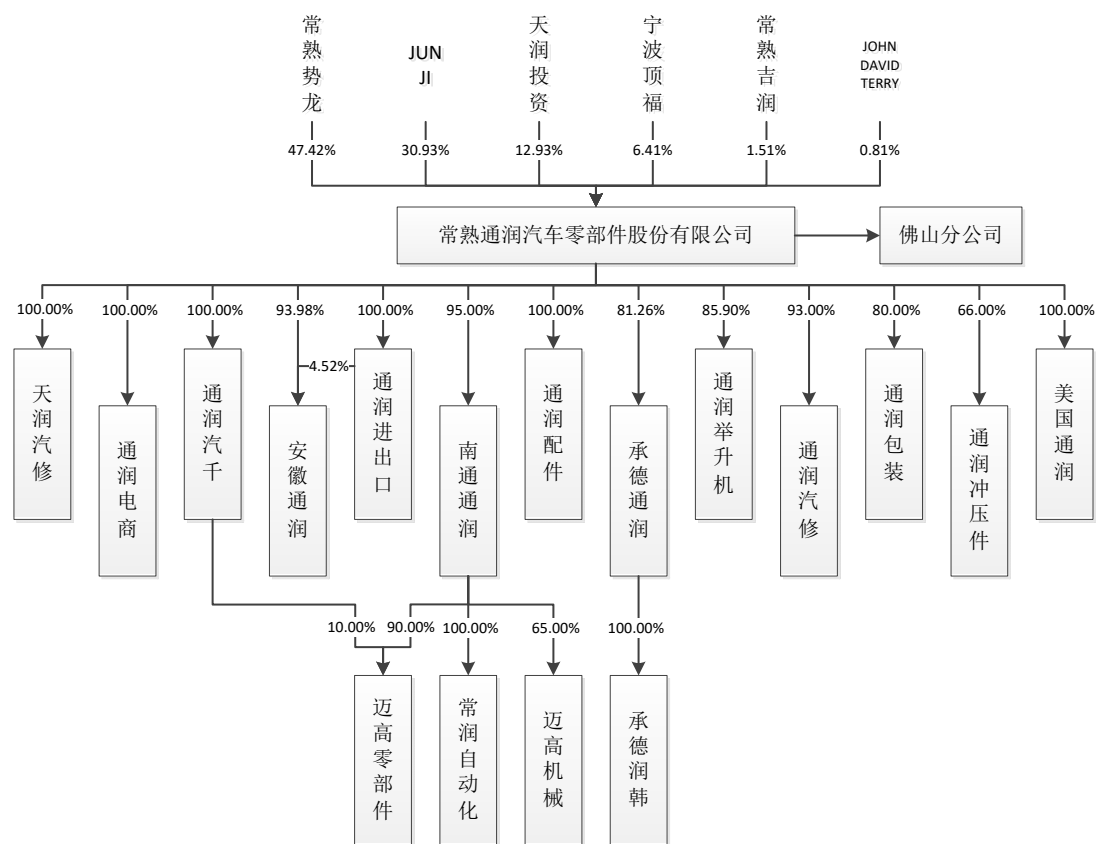 常熟势龙
JUN
JI
天润投资
宁波顶福
常熟吉润
JOHN
DAVID
TERRY
47.42%
30.93%
12.93%
6.41%
1.51%
0.81%
常熟通润汽车零部件股份有限公司
佛山分公司
100.00%
100.00%
100.00%
93.98%
100.00%
95.00%
100.00%
81.26%
85.90%
93.00%
80.00%
66.00%
100.00%
4.52%
天润汽修
通润电商
通润汽千
安徽通润
通润进出口
南通通润
通润配件
承德通润
通润举升机
通润汽修
通润包装
通润冲压件
美国通润
10.00%
90.00%
100.00%
65.00%
100.00%
迈高零部件
常润自动化
迈高机械
承德润韩